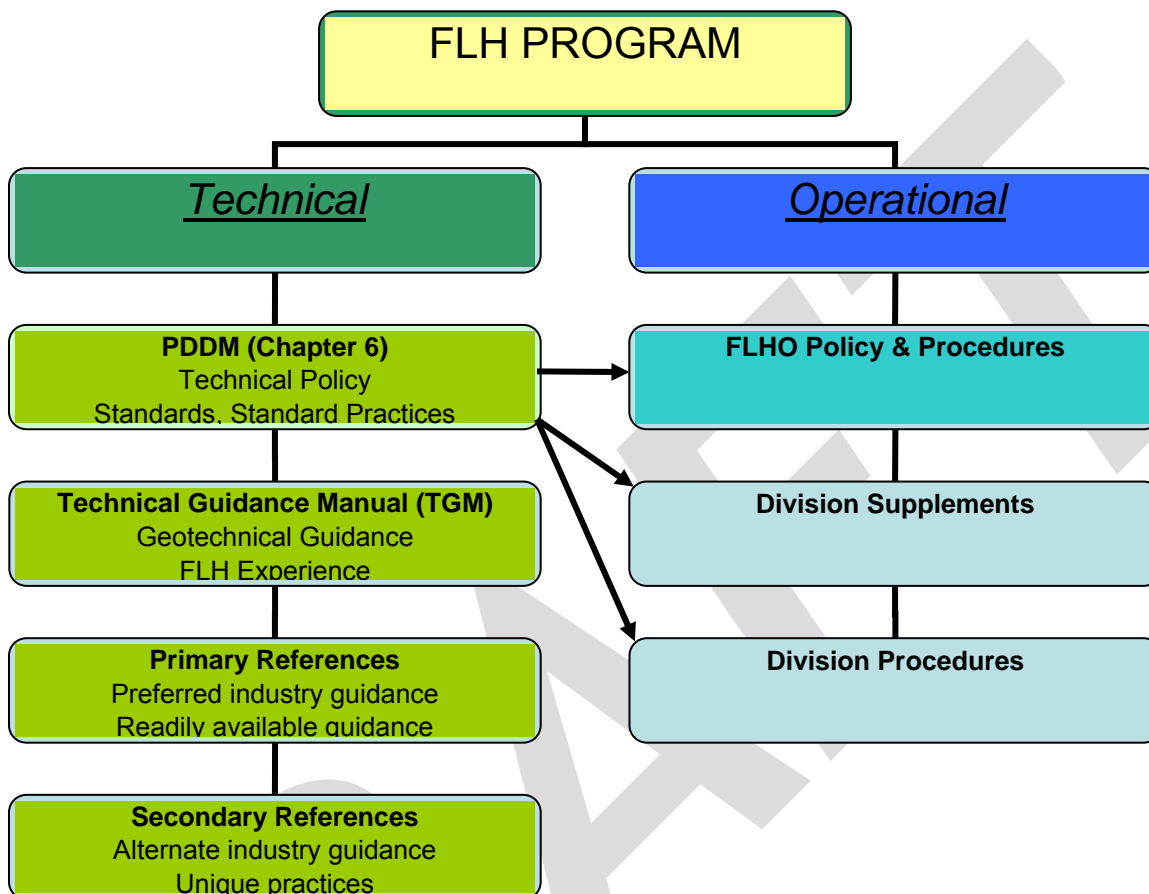 FLH PROGRAM
Technical
Operational
PDDM (Chapter 6)
Technical Policy
Standards, Standard Practices
FLHO Policy & Procedures
Technical Guidance Manual (TGM)
Geotechnical Guidance
FLH Experience
Division Supplements
Primary References
Preferred industry guidance
Readily available guidance
Division Procedures
Secondary References
Alternate industry guidance
Unique practices
DRAFT